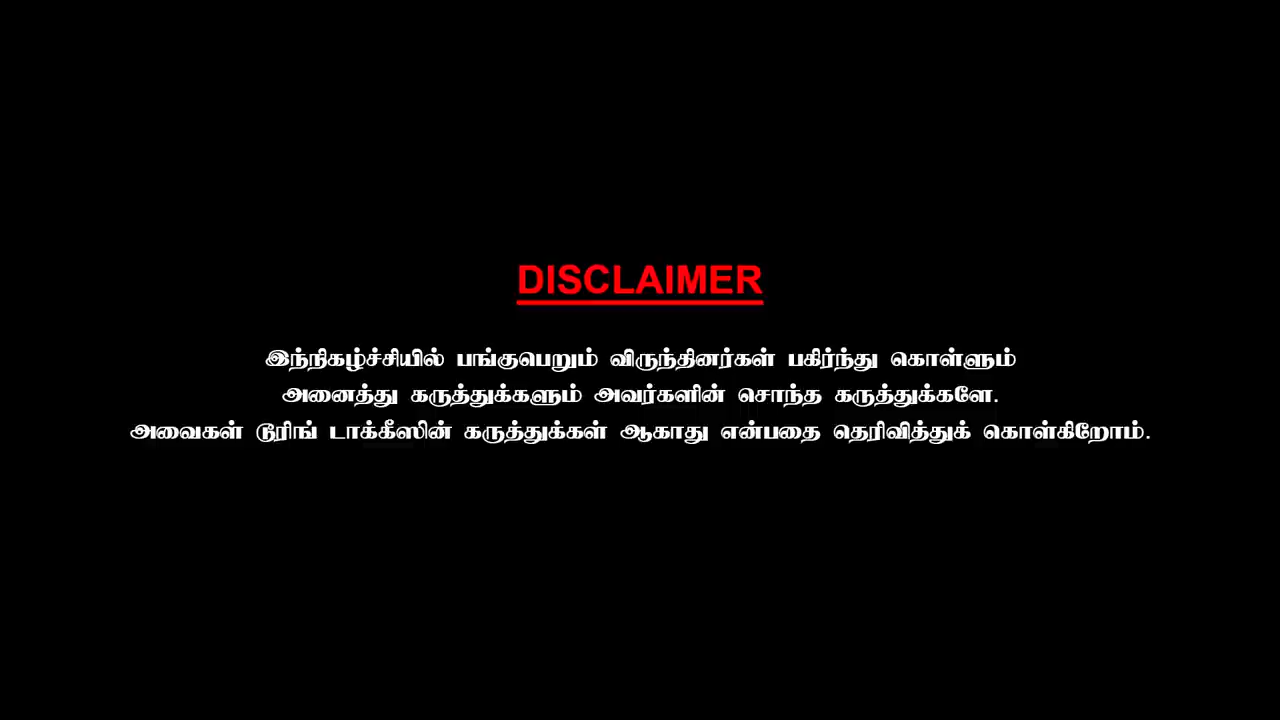 DISCLAIMER
இந்நிகழ்ச்சியில் பங்குபெறும் விருந்தினர்கள் பகிர்ந்து கொள்ளும்
அனைத்து கருத்துக்களும் அவர்களின் சொந்த கருத்துக்களே.
அவைகள் டூரிங் டாக்கீஸின் கருத்துக்கள் ஆகாது என்பதை தெரிவித்துக் கொள்கிறோம்.